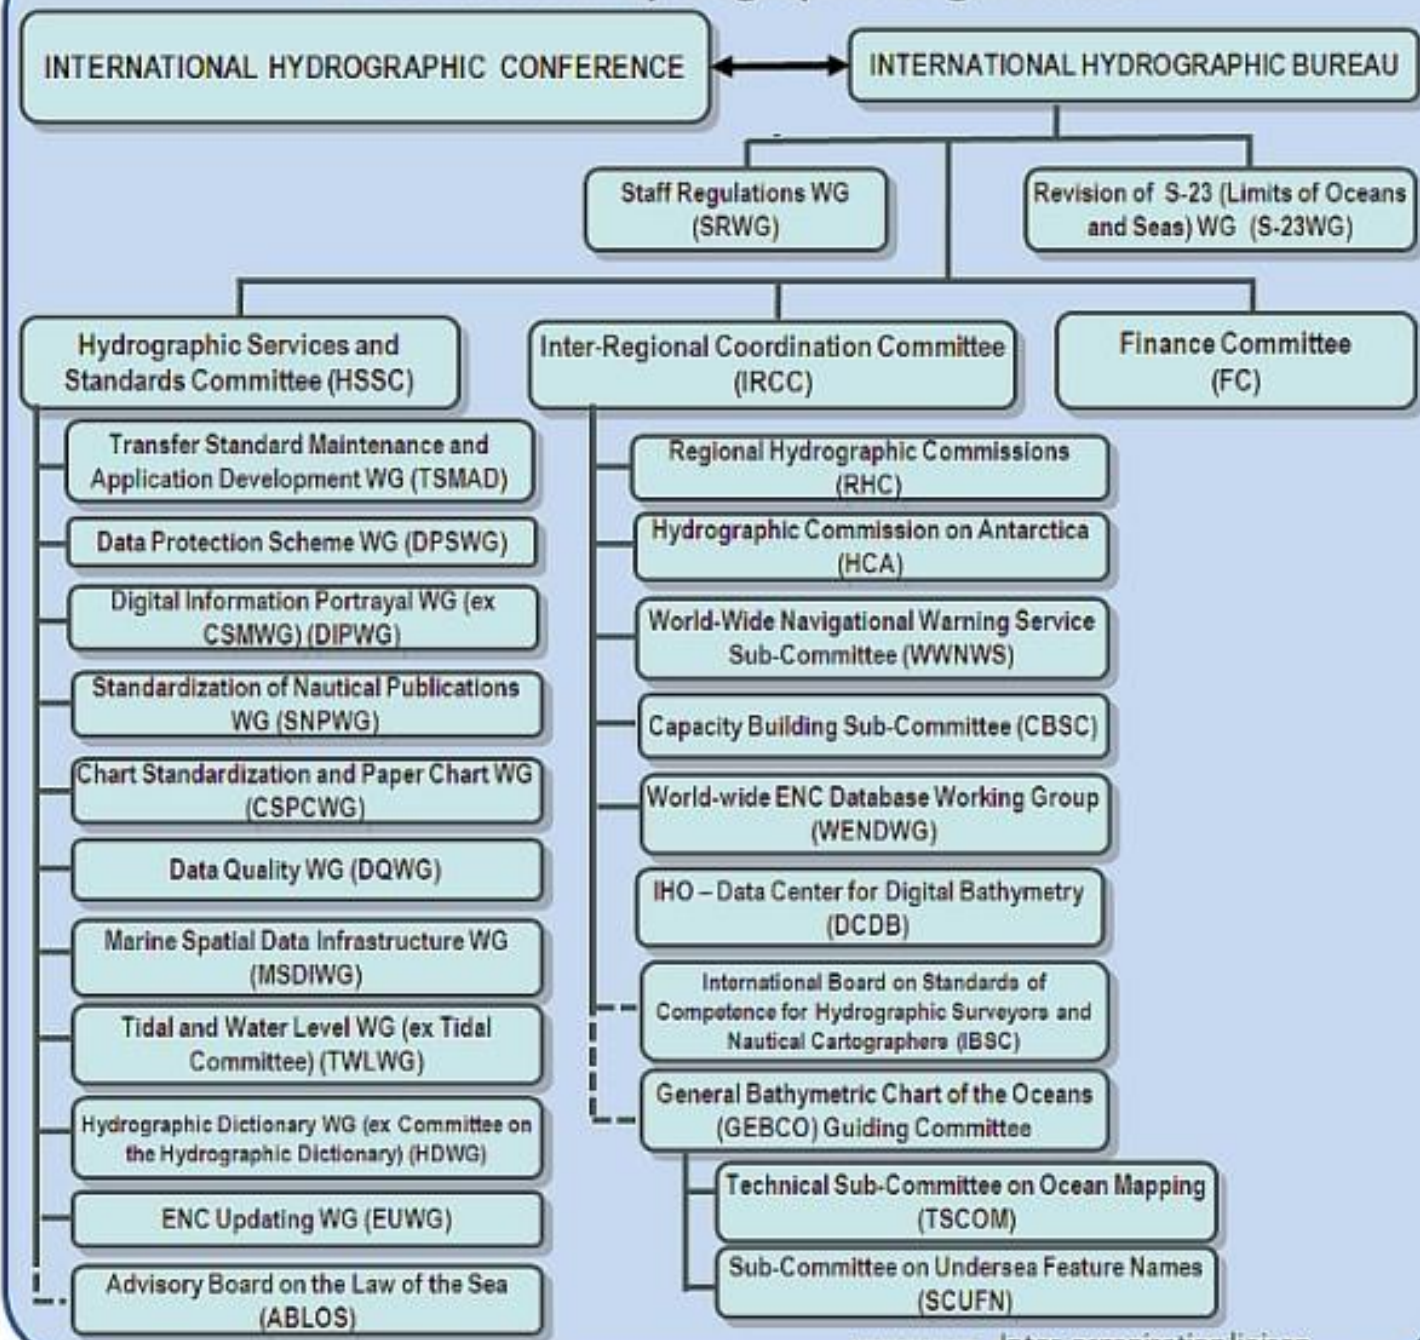 INTERNATIONAL HYDROGRAPHIC CONFERENCE
INTERNATIONAL HYDROGRAPHIC BUREAU
Staff Regulations WG
(SRWG)
Revision of S-23 (Limits of Oceans
and Seas) WG (S-23WG)
Hydrographic Services and
Standards Committee (HSSC)
Inter-Regional Coordination Committee
(IRCC)
Finance Committee
(FC)
Transfer Standard Maintenance and
Application Development WG (TSMAD)
Data Protection Scheme WG (DPSWG)
Digital Information Portrayal WG (ex
CSMWG) (DIPWG)
Standardization of Nautical Publications
WG (SNPWG)
Chart Standardization and Paper Chart WG
(CSPCWG)
Data Quality WG (DQWG)
Marine Spatial Data Infrastructure WG
(MSDIWG)
Tidal and Water Level WG (ex Tidal
Committee) (TWLWG)
Hydrographic Dictionary WG (ex Committee on
the Hydrographic Dictionary) (HDWG)
ENC Updating WG (EUWG)
Advisory Board on the Law of the Sea
(ABLOS)
Regional Hydrographic Commissions
(RHC)
Hydrographic Commission on Antarctica
(HCA)
World-Wide Navigational Warning Service
Sub-Committee (WWNWS)
Capacity Building Sub-Committee (CBSC)
World-wide ENC Database Working Group
(WENDWG)
IHO – Data Center for Digital Bathymetry
(DCDB)
International Board on Standards of
Competence for Hydrographic Surveyors and
Nautical Cartographers (IBSC)
General Bathymetric Chart of the Oceans
(GEBCO) Guiding Committee
Technical Sub-Committee on Ocean Mapping
(TSCOM)
Sub-Committee on Undersea Feature Names
(SCUFN)